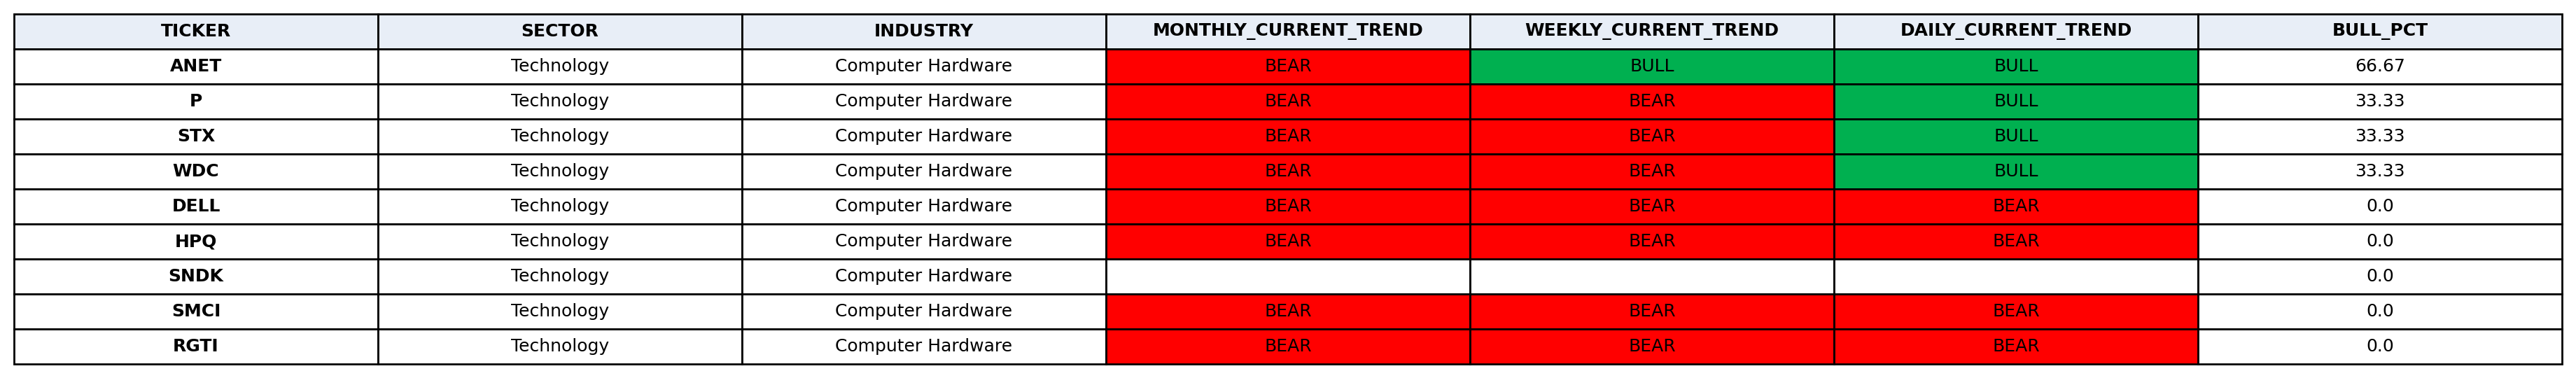 TICKER SECTOR INDUSTRY MONTHLY_CURRENT_TREND WEEKLY_CURRENT_TREND DAILY_CURRENT_TREND BULL_PCT
ANET Technology Computer Hardware BEAR BULL BULL 66.67
P Technology Computer Hardware BEAR BEAR BULL 33.33
STX Technology Computer Hardware BEAR BEAR BULL 33.33
WDC Technology Computer Hardware BEAR BEAR BULL 33.33
DELL Technology Computer Hardware BEAR BEAR BEAR 0.0
HPQ Technology Computer Hardware BEAR BEAR BEAR 0.0
SNDK Technology Computer Hardware 0.0
SMCI Technology Computer Hardware BEAR BEAR BEAR 0.0
RGTI Technology Computer Hardware BEAR BEAR BEAR 0.0